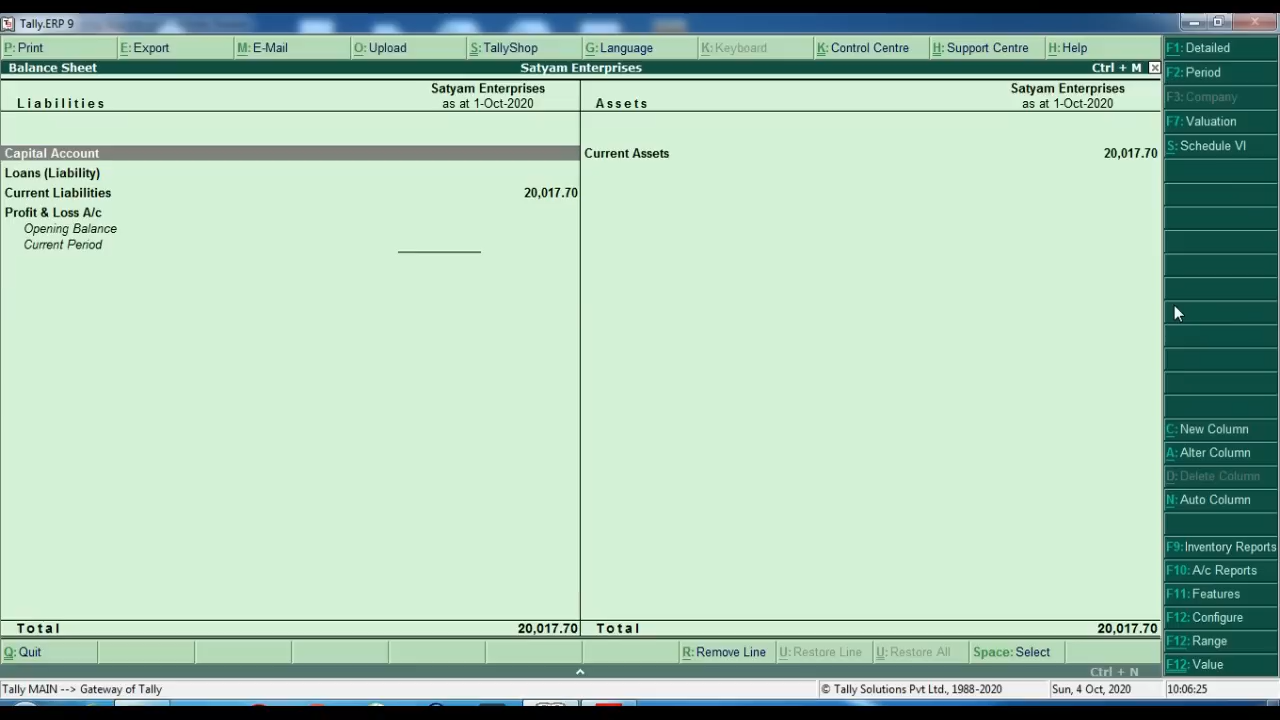 Tally.ERP 9
P: Print E: Export M: E-Mail O: Upload S: TallyShop G: Language K: Keyboard K: Control Centre H: Support Centre H: Help
Balance Sheet Satyam Enterprises Ctrl + M
Liabilities Satyam Enterprises as at 1-Oct-2020
Assets Satyam Enterprises as at 1-Oct-2020
Capital Account
Loans (Liability)
Current Liabilities 20,017.70
Profit & Loss A/c
Opening Balance
Current Period
Current Assets 20,017.70
Total 20,017.70
Total 20,017.70
F1: Detailed
F2: Period
F3: Company
F7: Valuation
S: Schedule VI
C: New Column
A: Alter Column
D: Delete Column
N: Auto Column
F9: Inventory Reports
F10: A/c Reports
F11: Features
F12: Configure
F12: Range
F12: Value
Q: Quit R: Remove Line U: Restore Line U: Restore All Space: Select
Ctrl + N
Tally MAIN --> Gateway of Tally © Tally Solutions Pvt Ltd., 1988-2020 Sun, 4 Oct, 2020 10:06:25